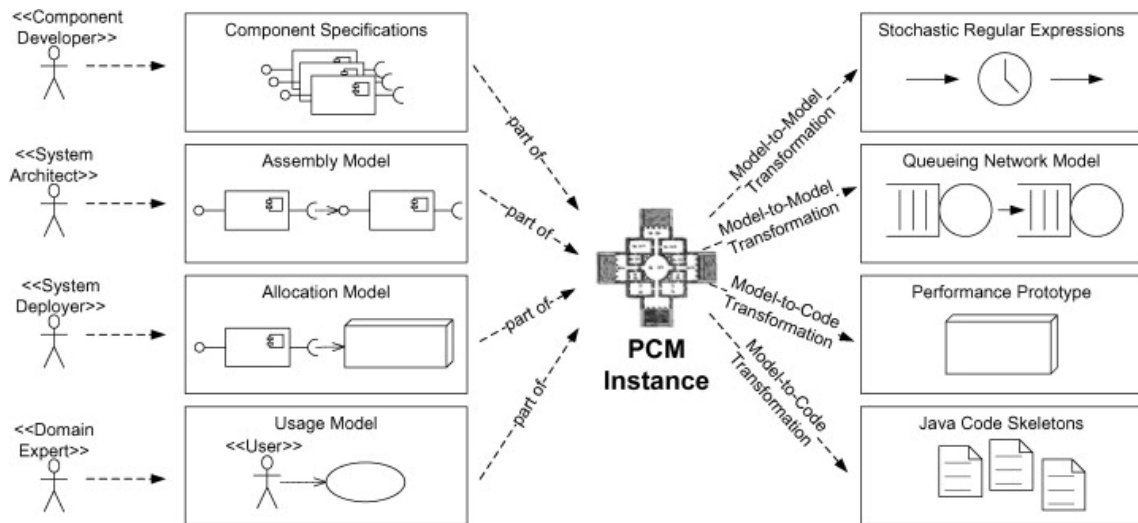 <<Component
Developer>>
Component Specifications
Stochastic Regular Expressions
part of
Model-to-Model
Transformation
<<System
Architect>>
Assembly Model
Queueing Network Model
part of
Model-to-Model
Transformation
<<System
Deployer>>
Allocation Model
PCM
Instance
Performance Prototype
part of
Model-to-Code
Transformation
<<Domain
Expert>>
Usage Model
<<User>>
Java Code Skeletons
part of
Model-to-Code
Transformation